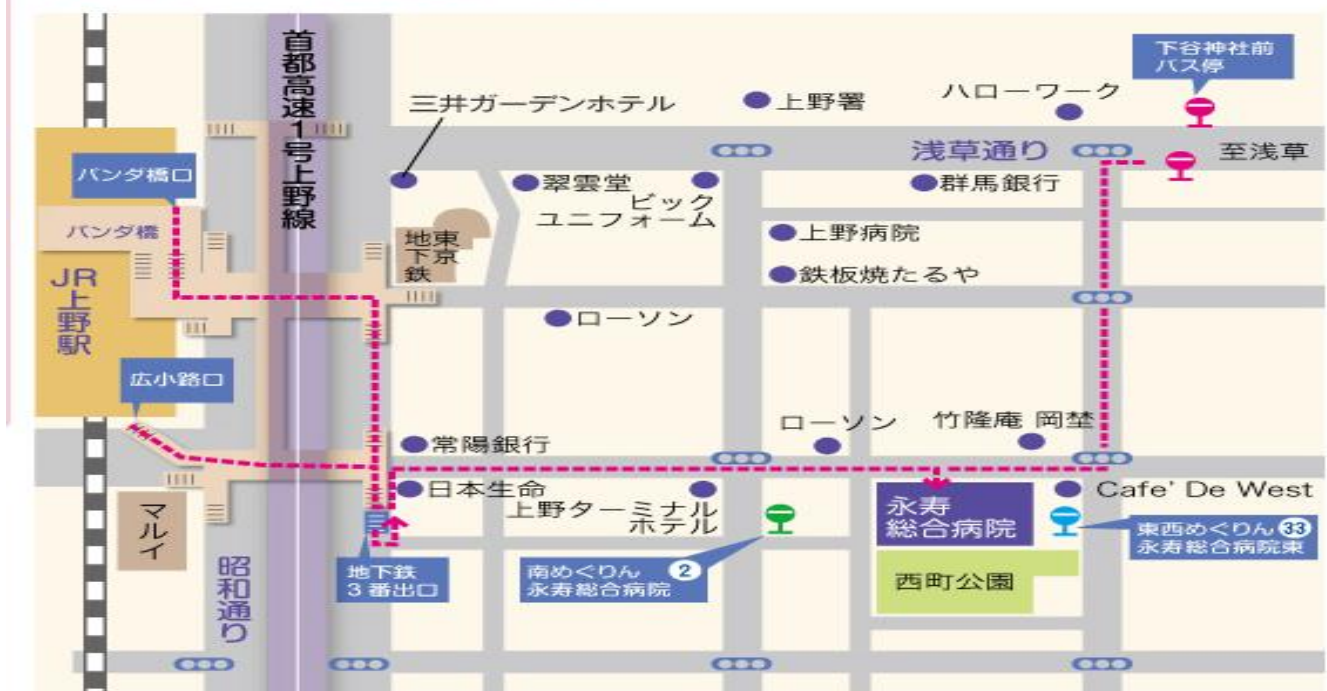 首都高速1号上野線
下谷神社前
バス停
ハローワーク
上野署
三井ガーデンホテル
浅草通り
至浅草
パンダ橋口
翠雲堂
ビック
ユニフォーム
群馬銀行
パンダ橋
東京
地下鉄
上野病院
鉄板焼たるや
JR上野駅
ローソン
広小路口
ローソン
竹隆庵 岡埜
常陽銀行
日本生命
上野ターミナル
ホテル
永寿
総合病院
Cafe' De West
マルイ
東西めぐりん 33
永寿総合病院東
昭和通り
地下鉄
3番出口
南めぐりん 2
永寿総合病院
西町公園